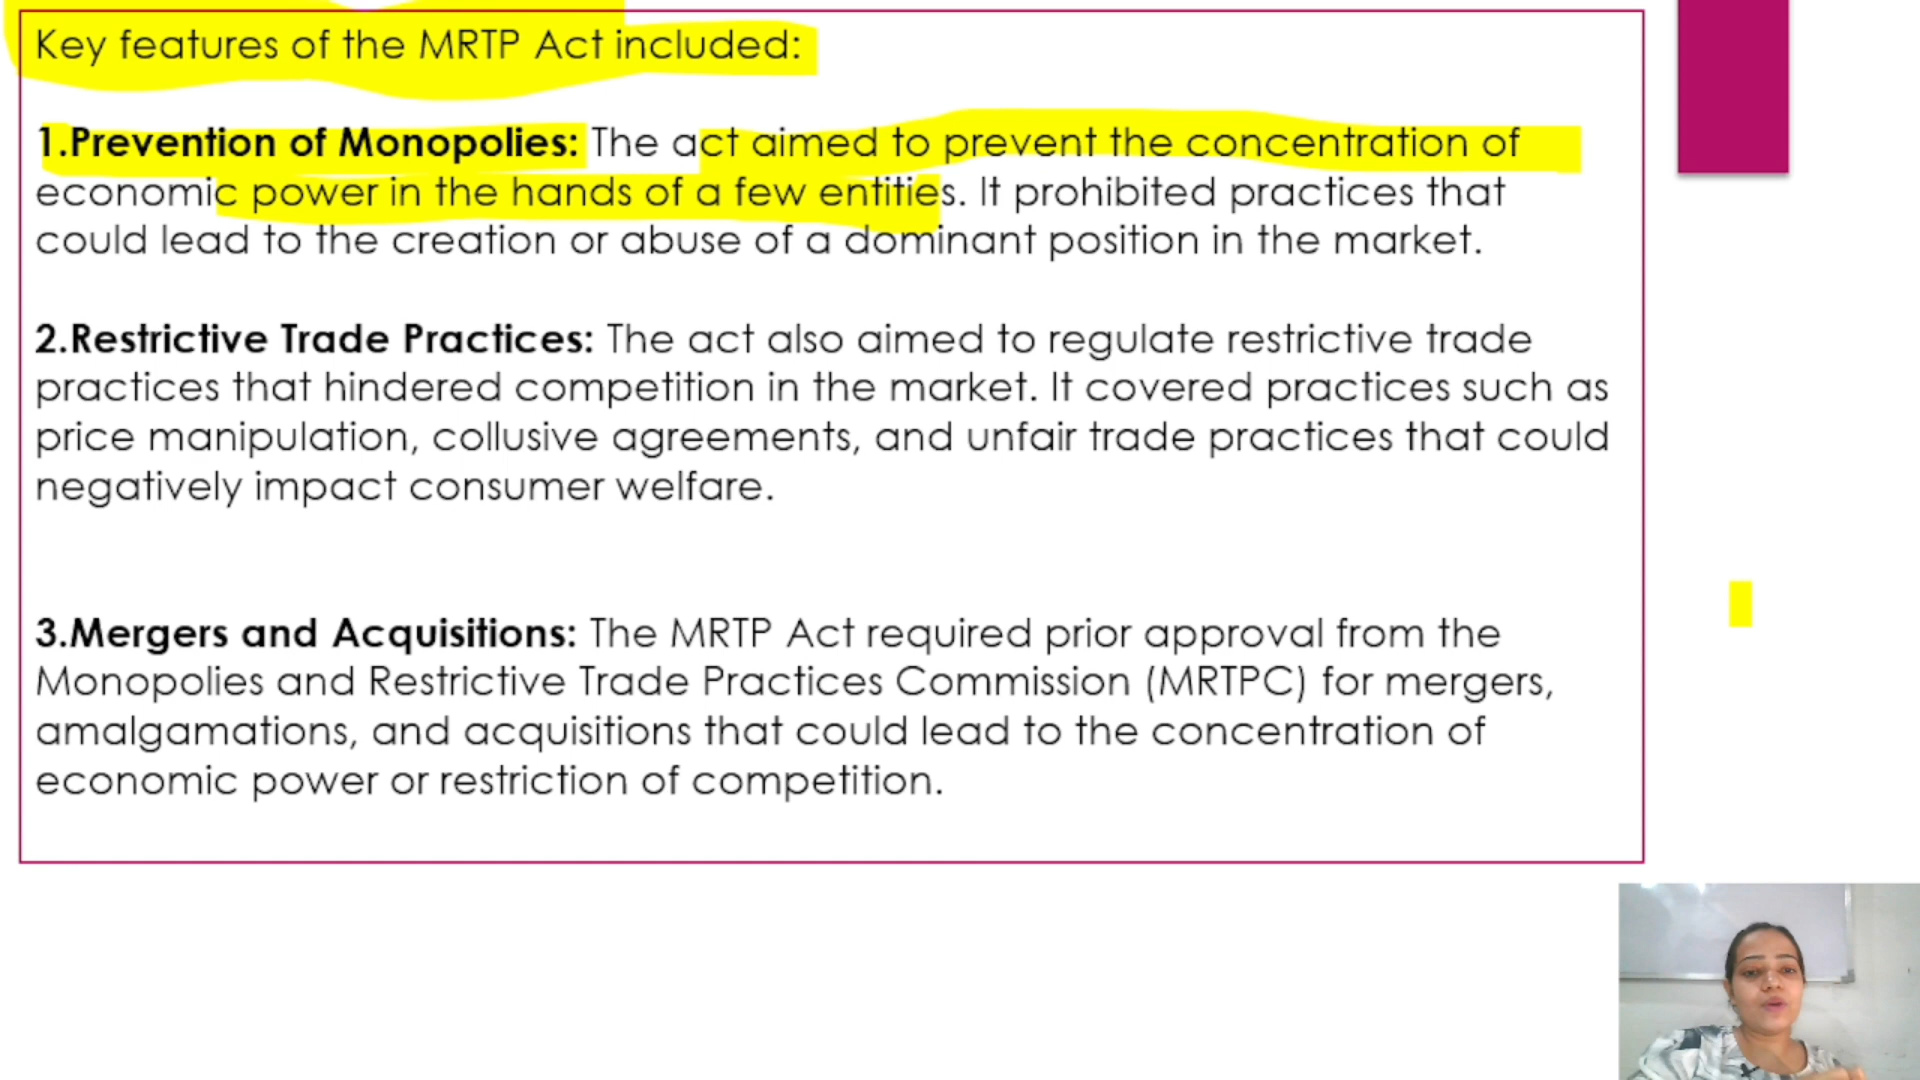 Key features of the MRTP Act included:
1.Prevention of Monopolies: The act aimed to prevent the concentration of
economic power in the hands of a few entities. It prohibited practices that
could lead to the creation or abuse of a dominant position in the market.
2.Restrictive Trade Practices: The act also aimed to regulate restrictive trade
practices that hindered competition in the market. It covered practices such as
price manipulation, collusive agreements, and unfair trade practices that could
negatively impact consumer welfare.
3.Mergers and Acquisitions: The MRTP Act required prior approval from the
Monopolies and Restrictive Trade Practices Commission (MRTPC) for mergers,
amalgamations, and acquisitions that could lead to the concentration of
economic power or restriction of competition.